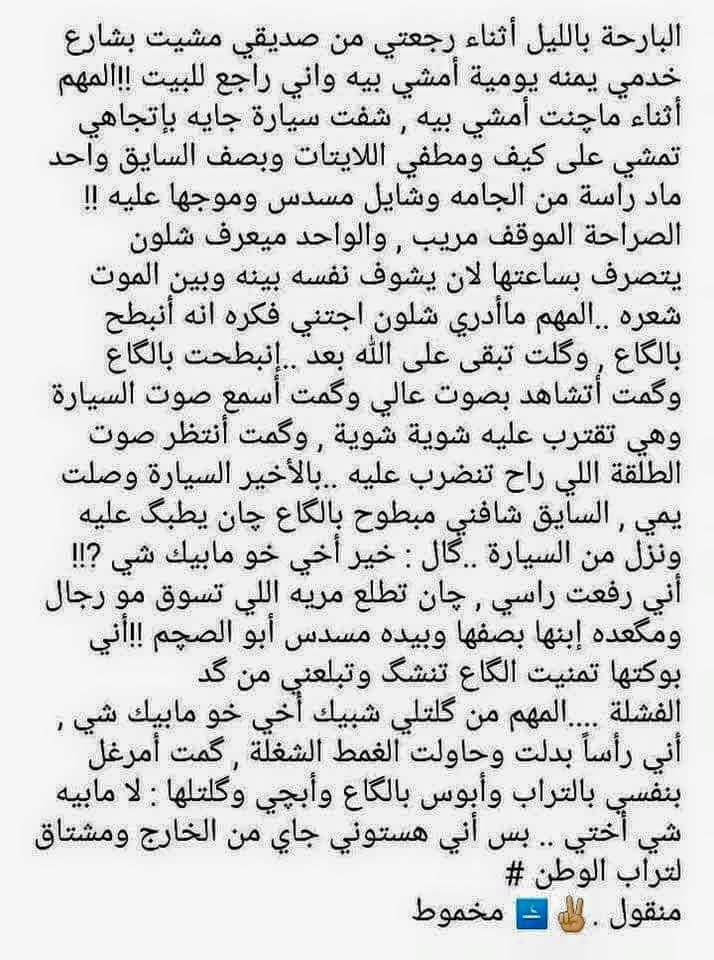 البارحة بالليل أثناء رجعتي من صديقي مشيت بشارع
خدمي يمنه يومية أمشي بيه واني راجع للبيت !!المهم
أثناء ماچنت أمشي بيه , شفت سيارة جايه بإتجاهي
تمشي على كيف ومطفي اللايتات وبصف السايق واحد
ماد راسة من الجامه وشايل مسدس وموجها عليه !!
الصراحة الموقف مريب , والواحد ميعرف شلون
يتصرف بساعتها لان يشوف نفسه بينه وبين الموت
شعره ..المهم ماأدري شلون اجتني فكره انه أنبطح
بالگاع , وگلت تبقى على الله بعد ..إنبطحت بالگاع
وگمت أتشاهد بصوت عالي وگمت أسمع صوت السيارة
وهي تقترب عليه شوية شوية , وگمت أنتظر صوت
الطلقة اللي راح تنضرب عليه ..بالأخير السيارة وصلت
يمي , السايق شافني مبطوح بالگاع چان يطبگ عليه
ونزل من السيارة ..گال : خير أخي خو مابيك شي ?!!
أني رفعت راسي , چان تطلع مريه اللي تسوق مو رجال
ومگعده إبنها بصفها وبيده مسدس أبو الصچم !!أني
بوكتها تمنيت الگاع تنشگ وتبلعني من گد
الفشلة ....المهم من گلتلي شبيك أخي خو مابيك شي ,
أني رأساً بدلت وحاولت الغمط الشغلة , گمت أمرغل
بنفسي بالتراب وأبوس بالگاع وأبچي وگلتلها : لا مابيه
شي أختي .. بس أني هستوني جاي من الخارج ومشتاق
لتراب الوطن #
منقول .✌🏽 مخموط